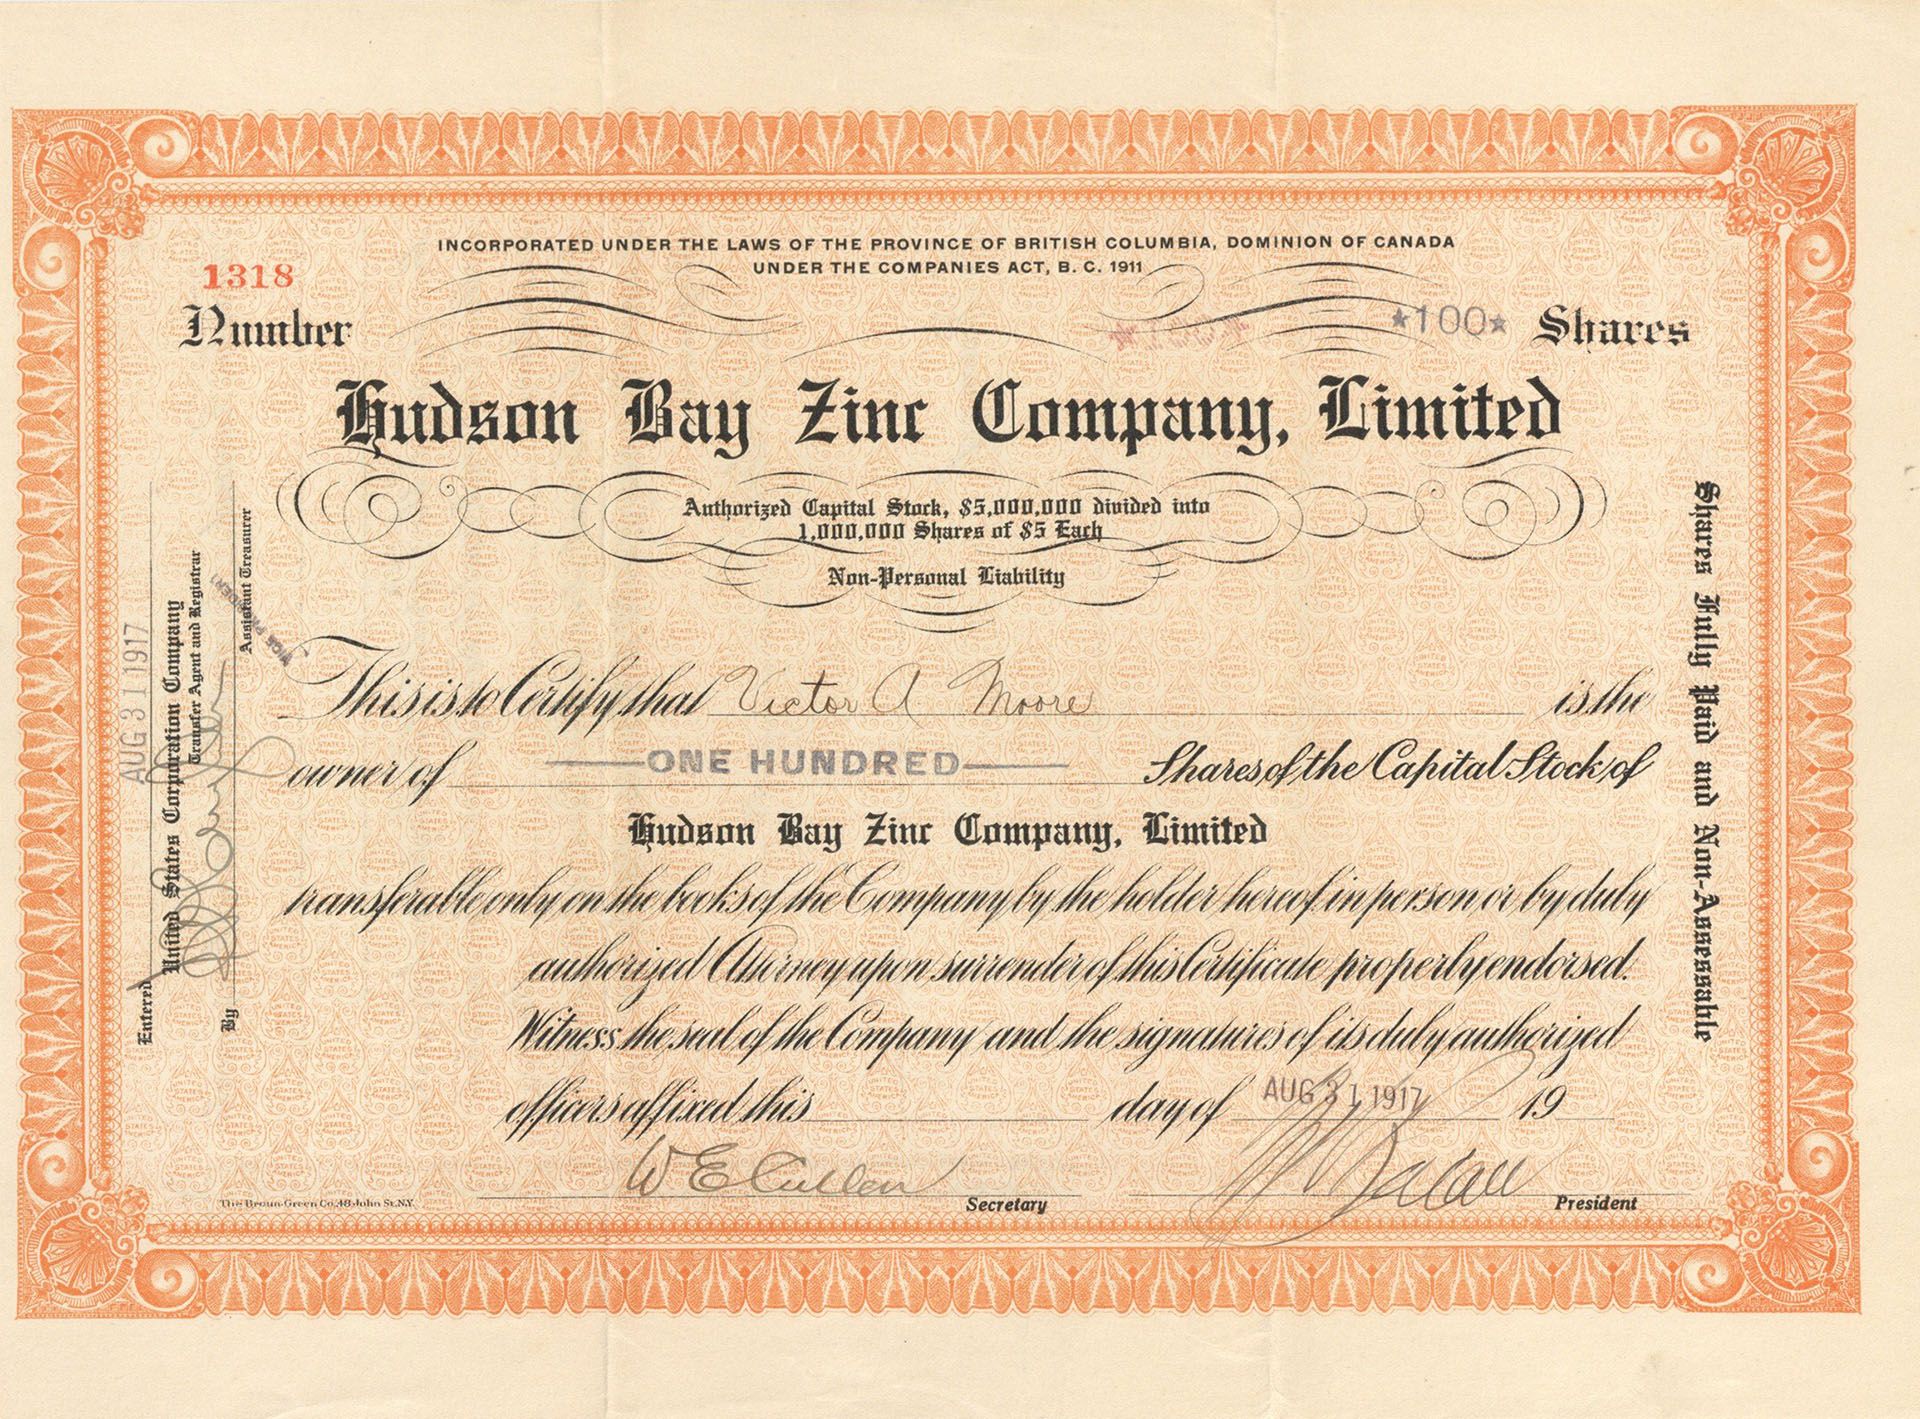 INCORPORATED UNDER THE LAWS OF THE PROVINCE OF BRITISH COLUMBIA, DOMINION OF CANADA
UNDER THE COMPANIES ACT, B. C. 1911
1318
Number
★100★ Shares
Hudson Bay Zinc Company, Limited
Authorized Capital Stock, $5,000,000 divided into
1,000,000 Shares of $5 Each
Non-Personal Liability
This is to Certify that Victor A Moore is the
owner of ONE HUNDRED Shares of the Capital Stock of
Hudson Bay Zinc Company, Limited
transferable only on the books of the Company by the holder hereof in person or by duly
authorized Attorney upon surrender of this Certificate properly endorsed.
Witness the seal of the Company and the signatures of its duly authorized
officers affixed this day of AUG 31 1917 19
W E Cullen Secretary
President
The Broun-Green Co. 48 John St. N.Y.
Entered AUG 31 1917
United States Corporation Company
Transfer Agent and Registrar
By
Assistant Treasurer
VICE PRESIDENT
Shares Fully Paid and Non-Assessable